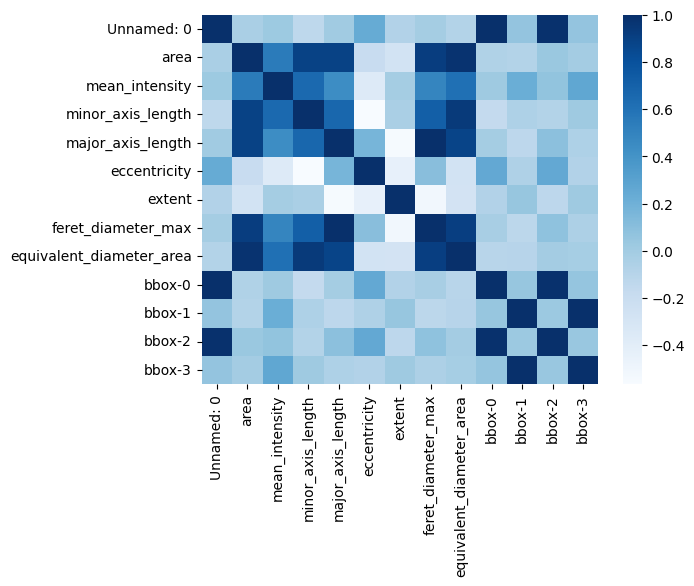 Unnamed: 0
area
mean_intensity
minor_axis_length
major_axis_length
eccentricity
extent
feret_diameter_max
equivalent_diameter_area
bbox-0
bbox-1
bbox-2
bbox-3
Unnamed: 0
area
mean_intensity
minor_axis_length
major_axis_length
eccentricity
extent
feret_diameter_max
equivalent_diameter_area
bbox-0
bbox-1
bbox-2
bbox-3
1.0
0.8
0.6
0.4
0.2
0.0
−0.2
−0.4